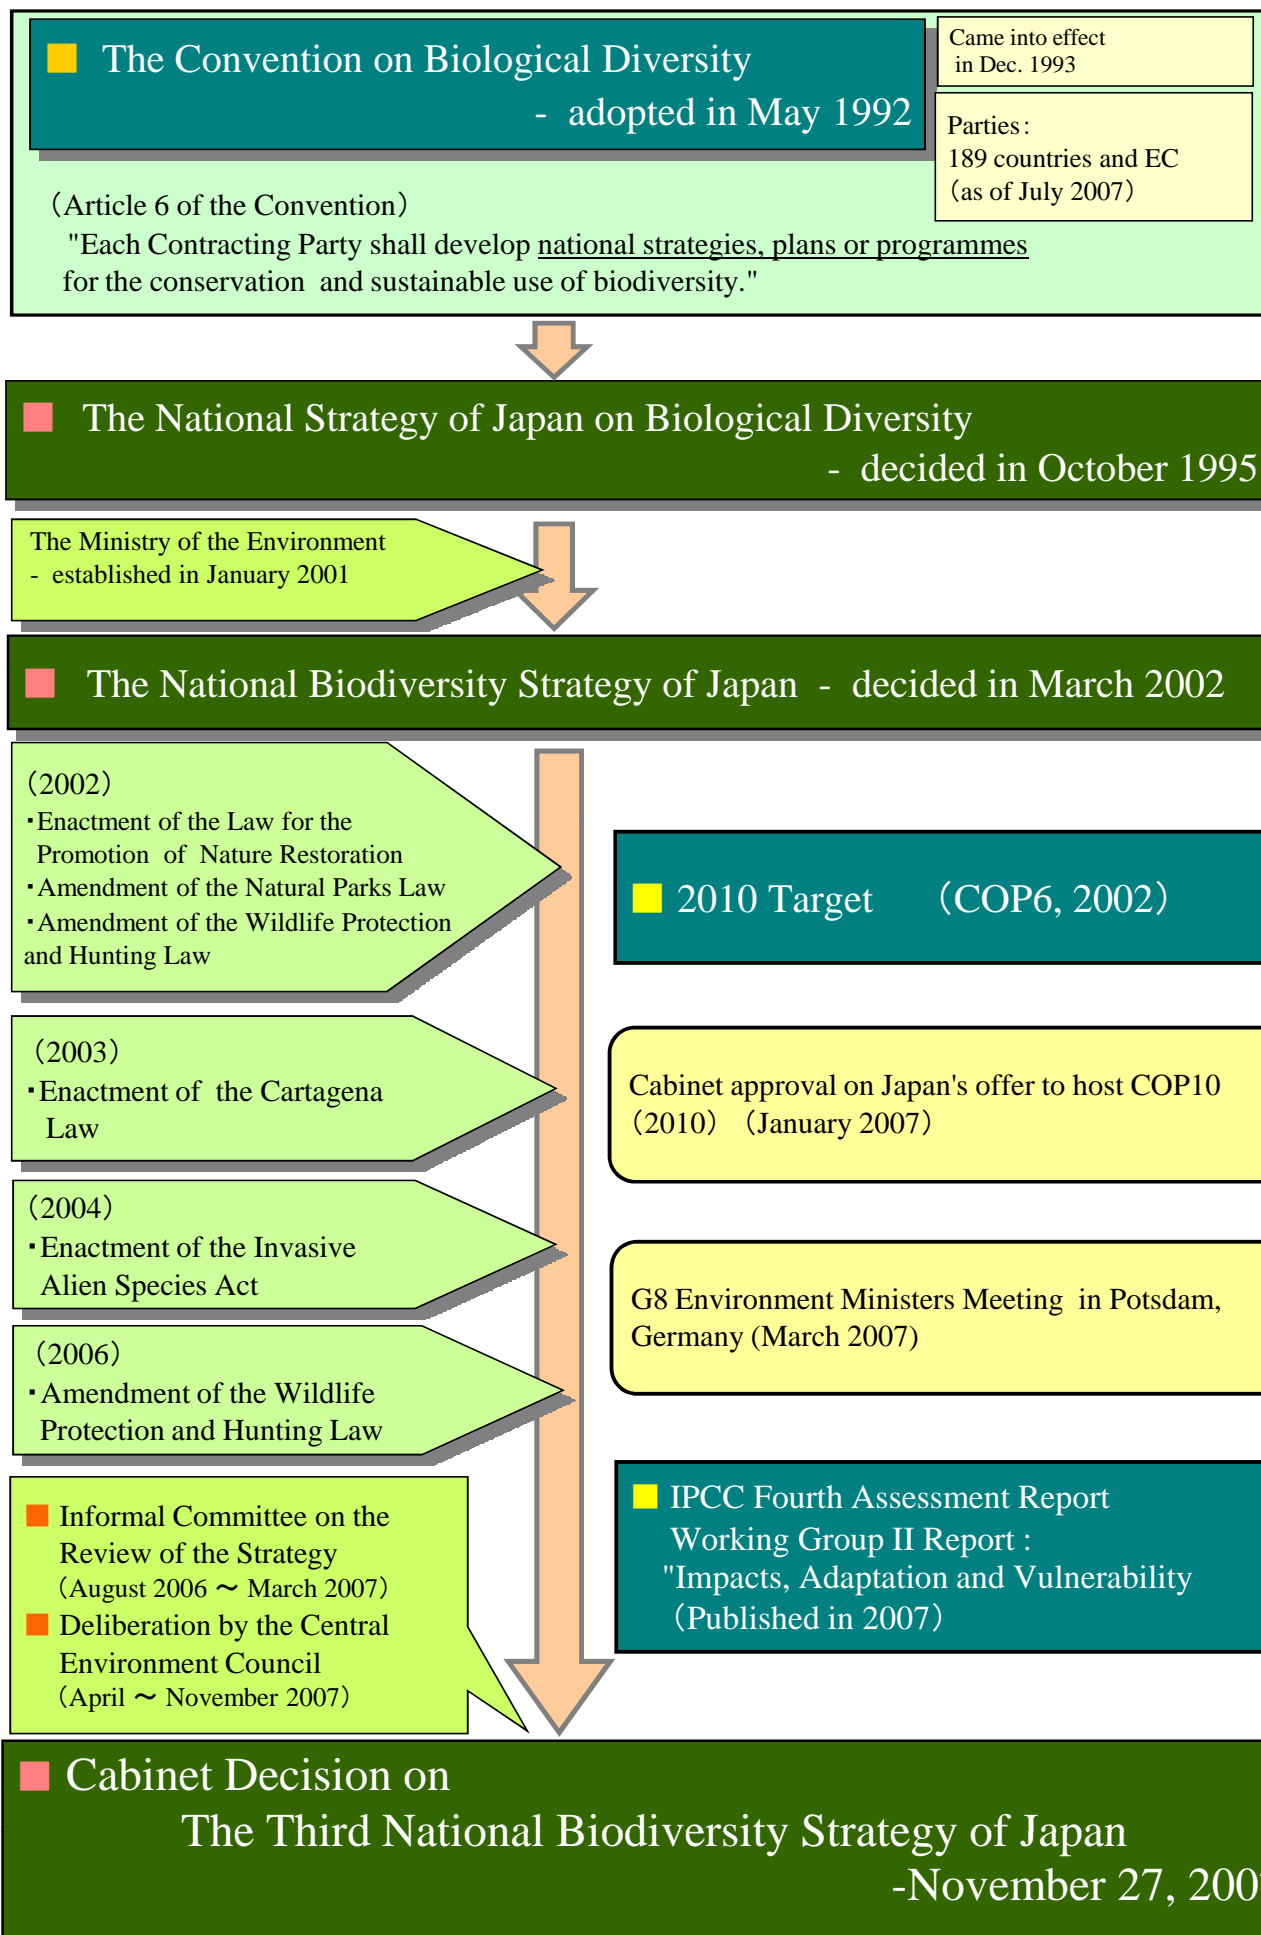 ■ The Convention on Biological Diversity
- adopted in May 1992
Came into effect
in Dec. 1993
Parties:
189 countries and EC
(as of July 2007)
（Article 6 of the Convention）
"Each Contracting Party shall develop national strategies, plans or programmes
for the conservation and sustainable use of biodiversity."
■ The National Strategy of Japan on Biological Diversity
- decided in October 1995
The Ministry of the Environment
- established in January 2001
■ The National Biodiversity Strategy of Japan - decided in March 2002
（2002）
・Enactment of the Law for the
Promotion of Nature Restoration
・Amendment of the Natural Parks Law
・Amendment of the Wildlife Protection
and Hunting Law
■ 2010 Target （COP6, 2002）
（2003）
・Enactment of the Cartagena
Law
Cabinet approval on Japan's offer to host COP10
（2010）（January 2007）
（2004）
・Enactment of the Invasive
Alien Species Act
G8 Environment Ministers Meeting in Potsdam,
Germany (March 2007)
（2006）
・Amendment of the Wildlife
Protection and Hunting Law
■ Informal Committee on the
Review of the Strategy
（August 2006 ～ March 2007）
■ Deliberation by the Central
Environment Council
（April ～ November 2007）
■ IPCC Fourth Assessment Report
Working Group II Report :
"Impacts, Adaptation and Vulnerability
（Published in 2007）
■ Cabinet Decision on
The Third National Biodiversity Strategy of Japan
-November 27,